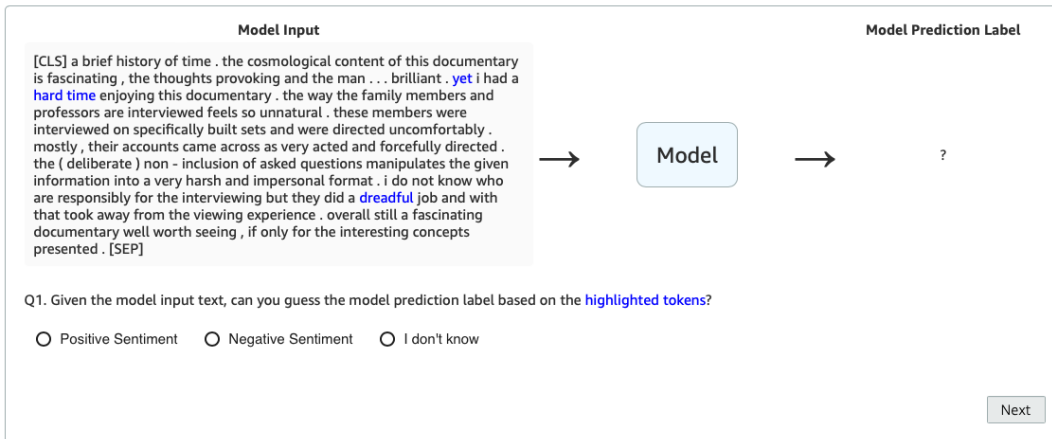 Model Input
Model Prediction Label
[CLS] a brief history of time . the cosmological content of this documentary
is fascinating , the thoughts provoking and the man . . . brilliant . yet i had a
hard time enjoying this documentary . the way the family members and
professors are interviewed feels so unnatural . these members were
interviewed on specifically built sets and were directed uncomfortably .
mostly , their accounts came across as very acted and forcefully directed .
the ( deliberate ) non - inclusion of asked questions manipulates the given
information into a very harsh and impersonal format . i do not know who
are responsibly for the interviewing but they did a dreadful job and with
that took away from the viewing experience . overall still a fascinating
documentary well worth seeing , if only for the interesting concepts
presented . [SEP]
Model
?
Q1. Given the model input text, can you guess the model prediction label based on the highlighted tokens?
Positive Sentiment
Negative Sentiment
I don't know
Next